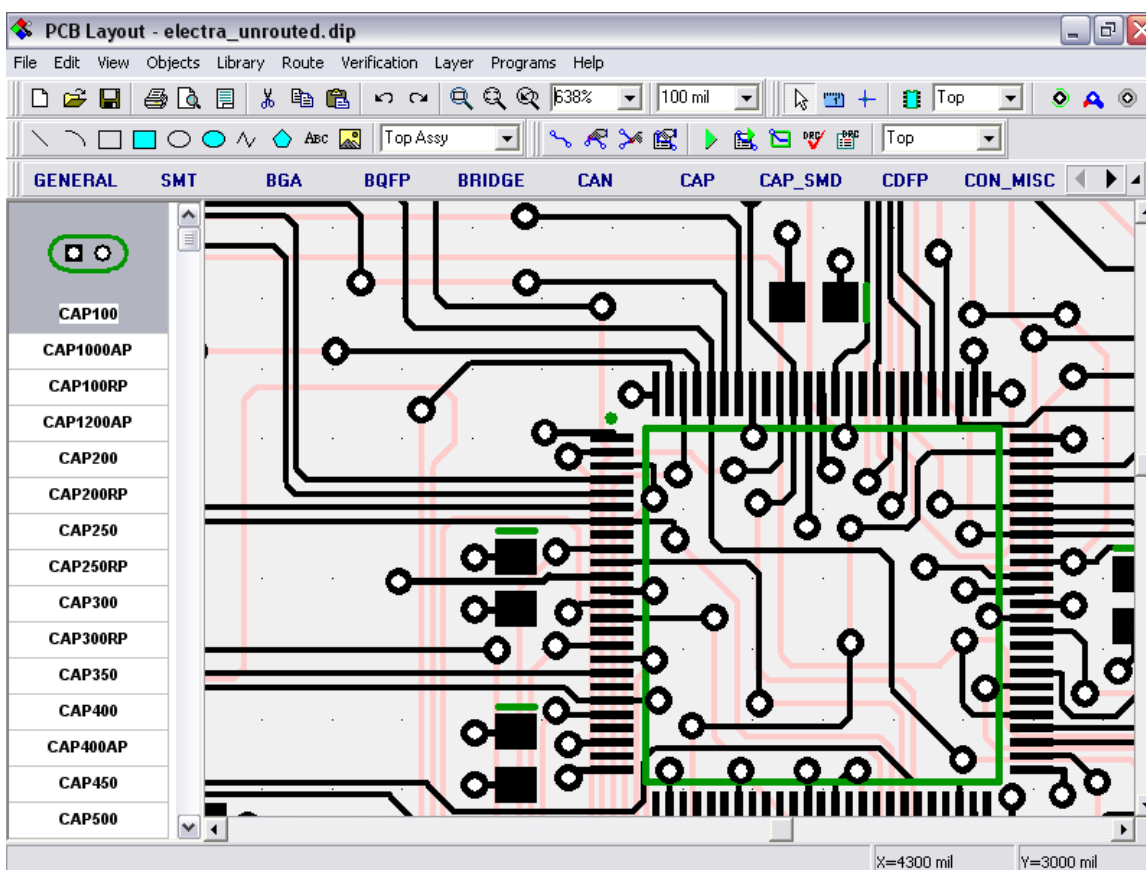 PCB Layout - electra_unrouted.dip
File Edit View Objects Library Route Verification Layer Programs Help
638% 100 mil Top
ABC Top Assy DRC DRC Top
GENERAL SMT BGA BQFP BRIDGE CAN CAP CAP_SMD CDFP CON_MISC
CAP100
CAP1000AP
CAP100RP
CAP1200AP
CAP200
CAP200RP
CAP250
CAP250RP
CAP300
CAP300RP
CAP350
CAP400
CAP400AP
CAP450
CAP500
X=4300 mil Y=3000 mil